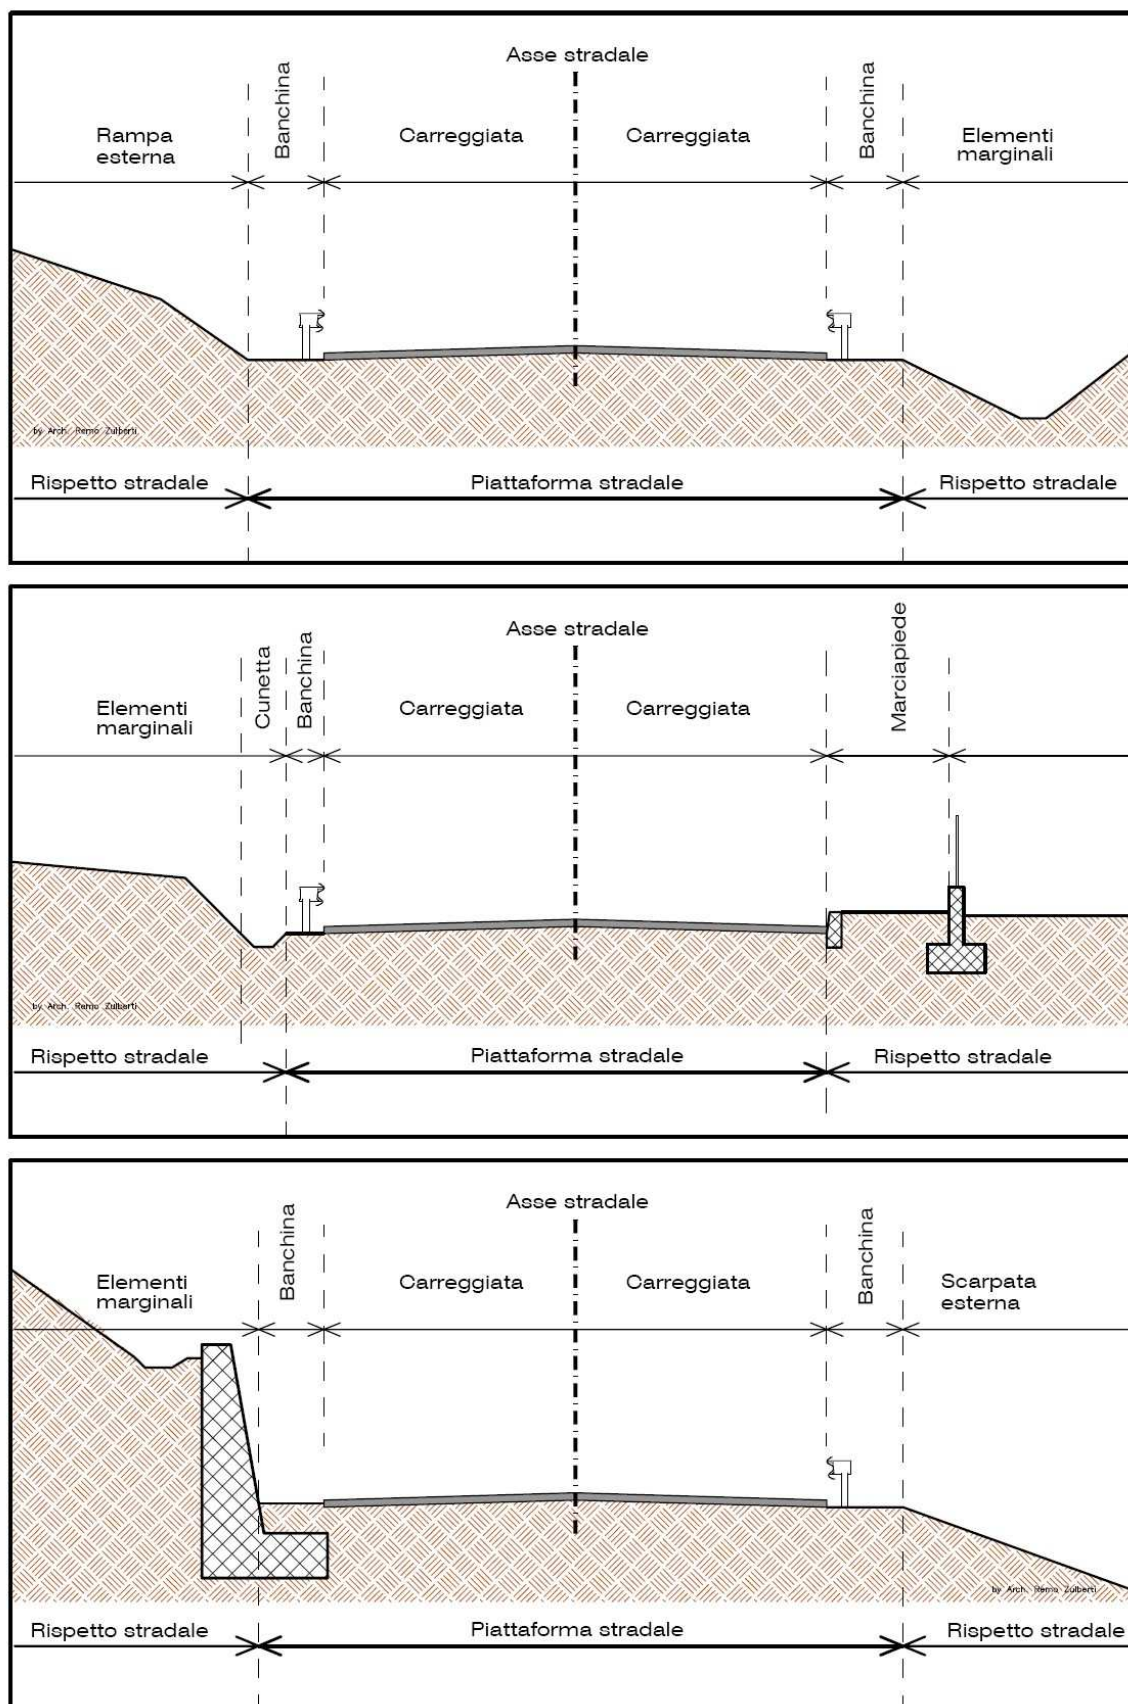 Asse stradale
Banchina
Banchina
Rampa
esterna
Carreggiata
Carreggiata
Elementi
marginali
by Arch. Remo Zulberti
Rispetto stradale
Piattaforma stradale
Rispetto stradale
Asse stradale
Cunetta
Banchina
Marciapiede
Elementi
marginali
Carreggiata
Carreggiata
by Arch. Remo Zulberti
Rispetto stradale
Piattaforma stradale
Rispetto stradale
Asse stradale
Banchina
Banchina
Elementi
marginali
Carreggiata
Carreggiata
Scarpata
esterna
by Arch. Remo Zulberti
Rispetto stradale
Piattaforma stradale
Rispetto stradale